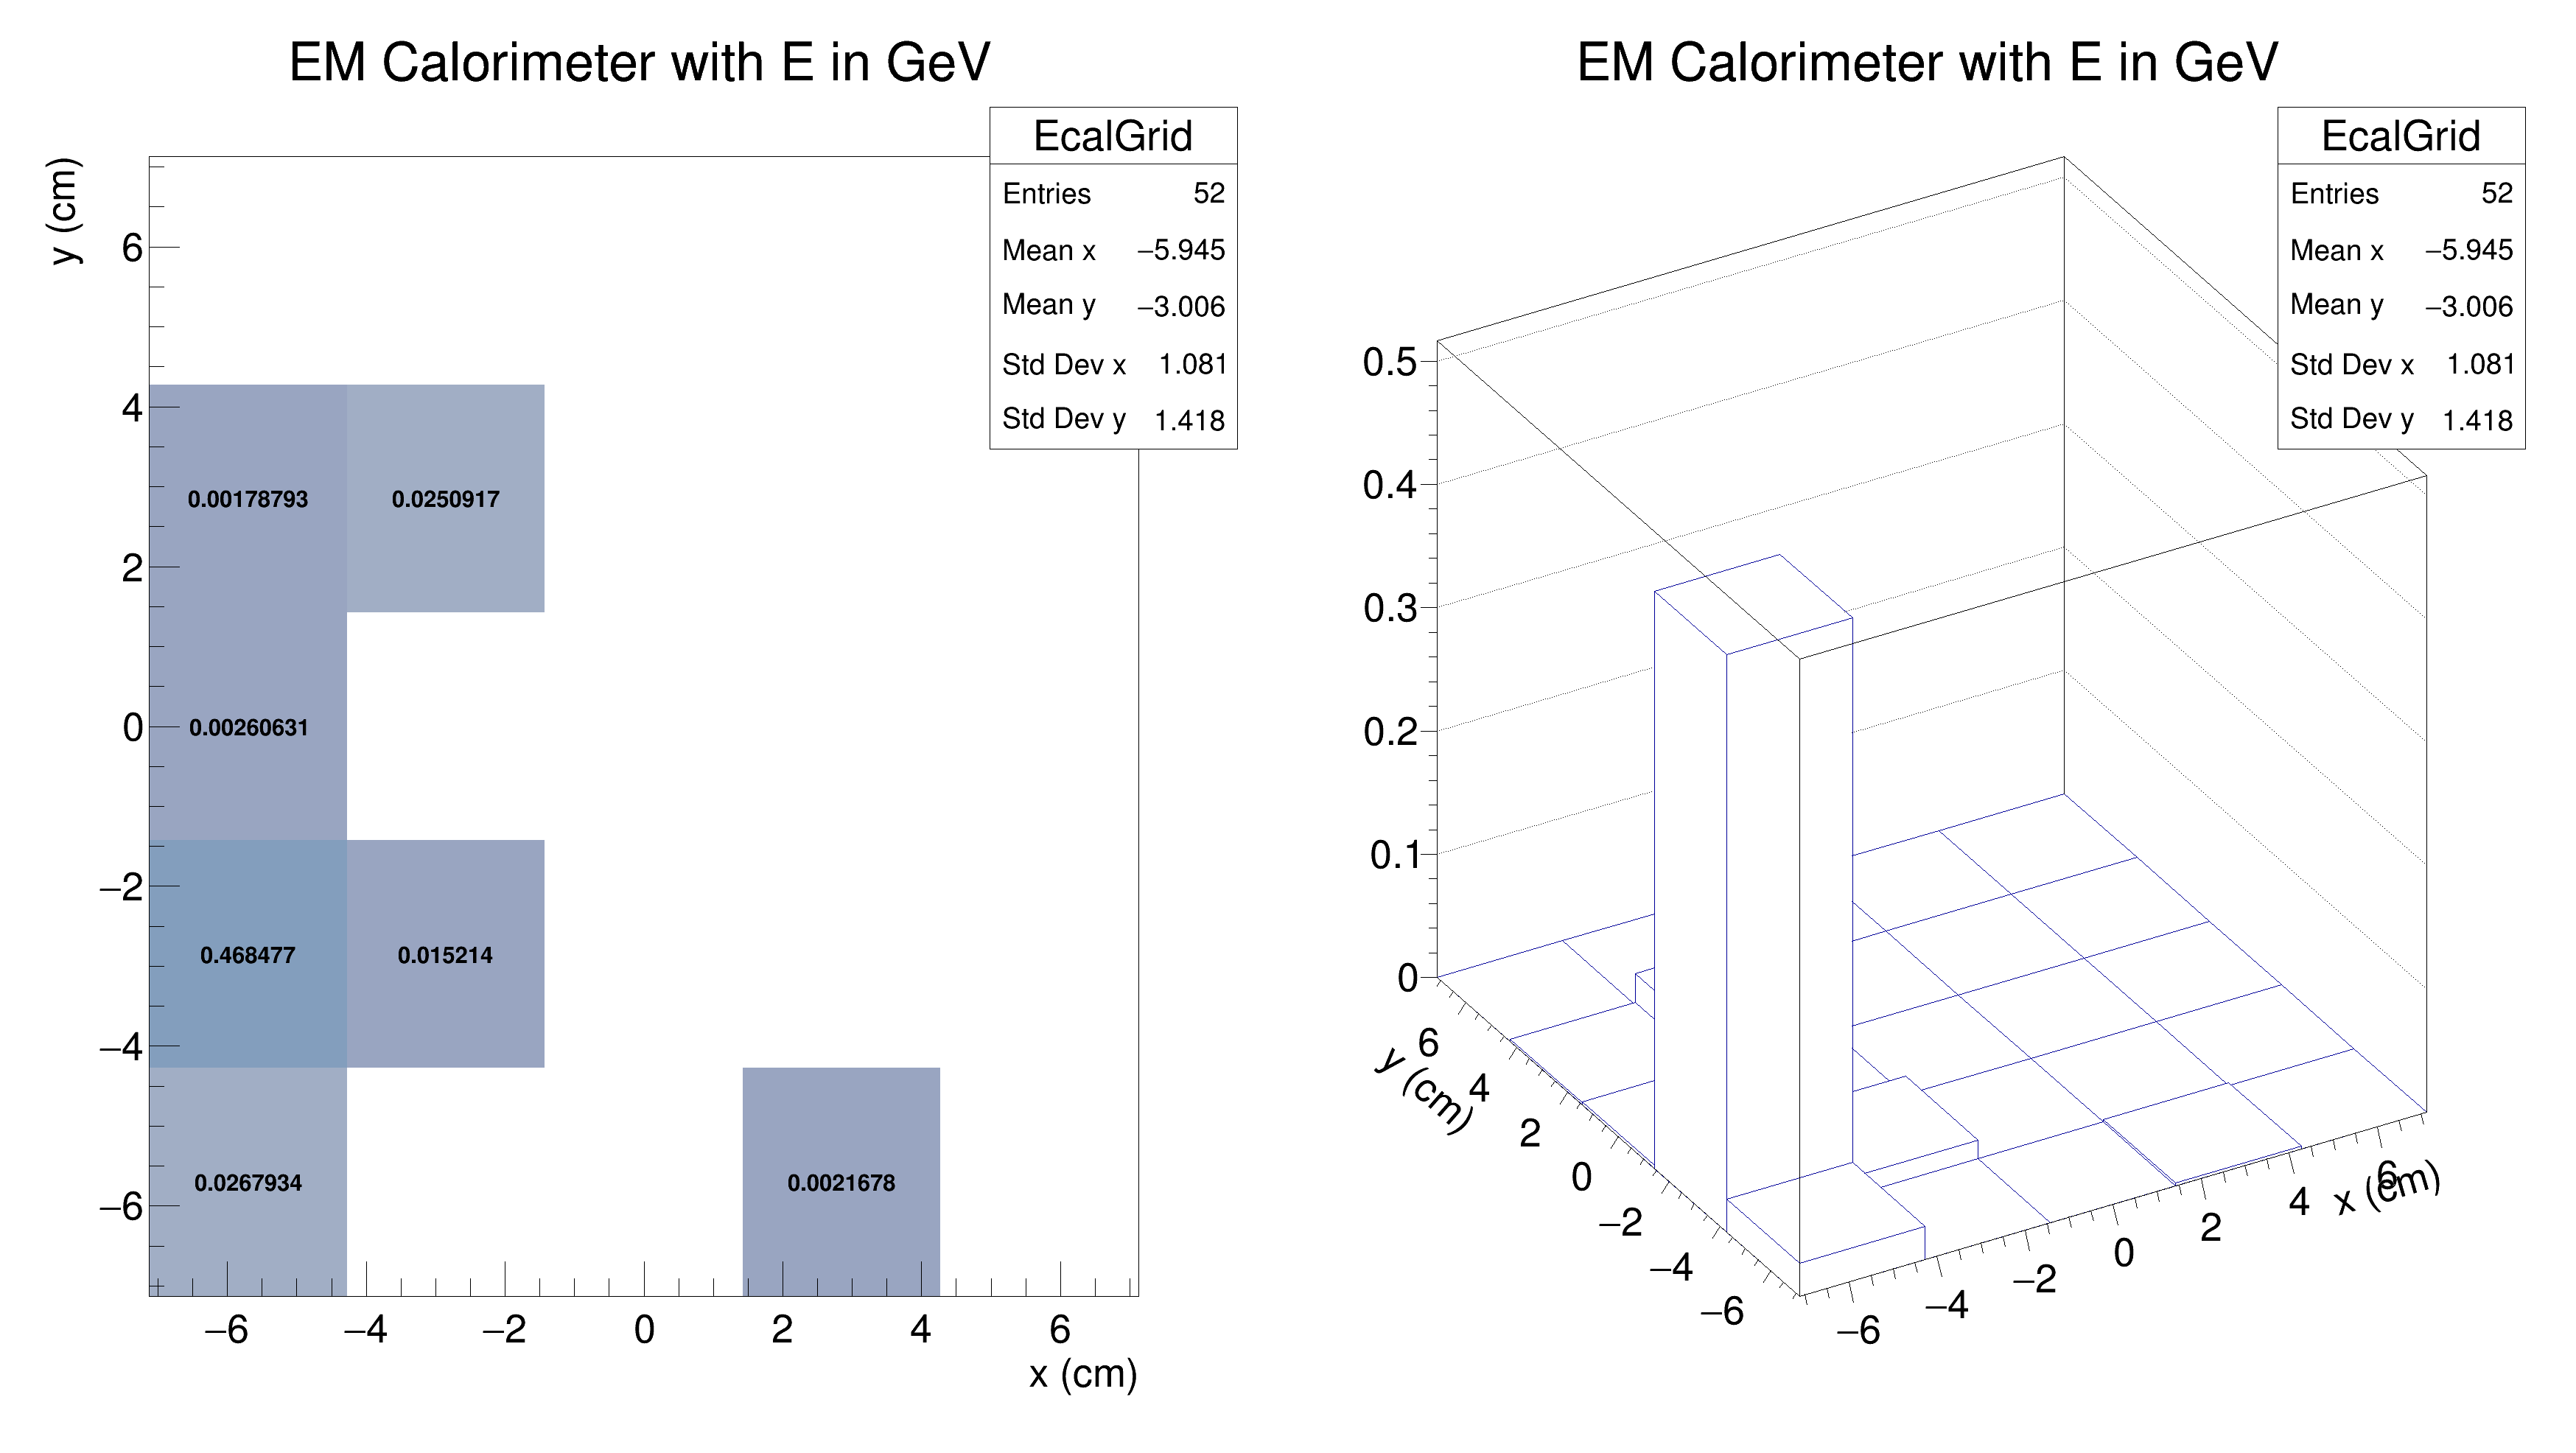 EM Calorimeter with E in GeV
EcalGrid
Entries 52
Mean x −5.945
Mean y −3.006
Std Dev x 1.081
Std Dev y 1.418
y (cm)
6
4
2
0
−2
−4
−6
0.00178793 0.0250917
0.00260631
0.468477 0.015214
0.0267934 0.0021678
−6 −4 −2 0 2 4 6
x (cm)
EM Calorimeter with E in GeV
EcalGrid
Entries 52
Mean x −5.945
Mean y −3.006
Std Dev x 1.081
Std Dev y 1.418
0.5
0.4
0.3
0.2
0.1
0
6
4
2
0
−2
−4
−6
y (cm)
−6
−4
−2
0
2
4
6
x (cm)